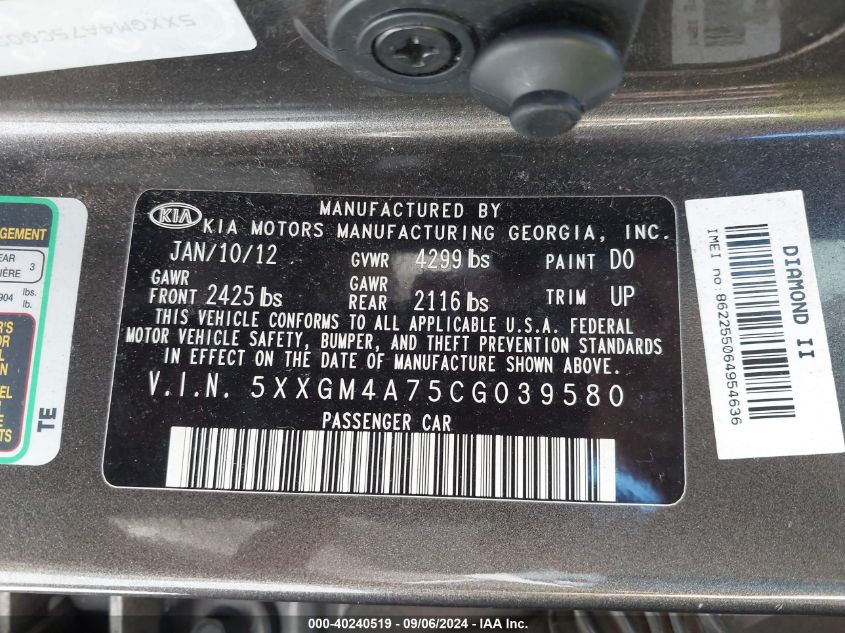 5XXGM4A75CG03
KIA
MANUFACTURED BY
KIA MOTORS MANUFACTURING GEORGIA, INC.
JAN/10/12 GVWR 4299 lbs PAINT D0
GAWR FRONT 2425 lbs GAWR REAR 2116 lbs TRIM UP
THIS VEHICLE CONFORMS TO ALL APPLICABLE U.S.A. FEDERAL
MOTOR VEHICLE SAFETY, BUMPER, AND THEFT PREVENTION STANDARDS
IN EFFECT ON THE DATE OF MANUFACTURE SHOWN ABOVE.
V.I.N. 5XXGM4A75CG039580
PASSENGER CAR
TE
DIAMOND II
IMEI no:862255064954636
000-40240519 - 09/06/2024 - IAA Inc.